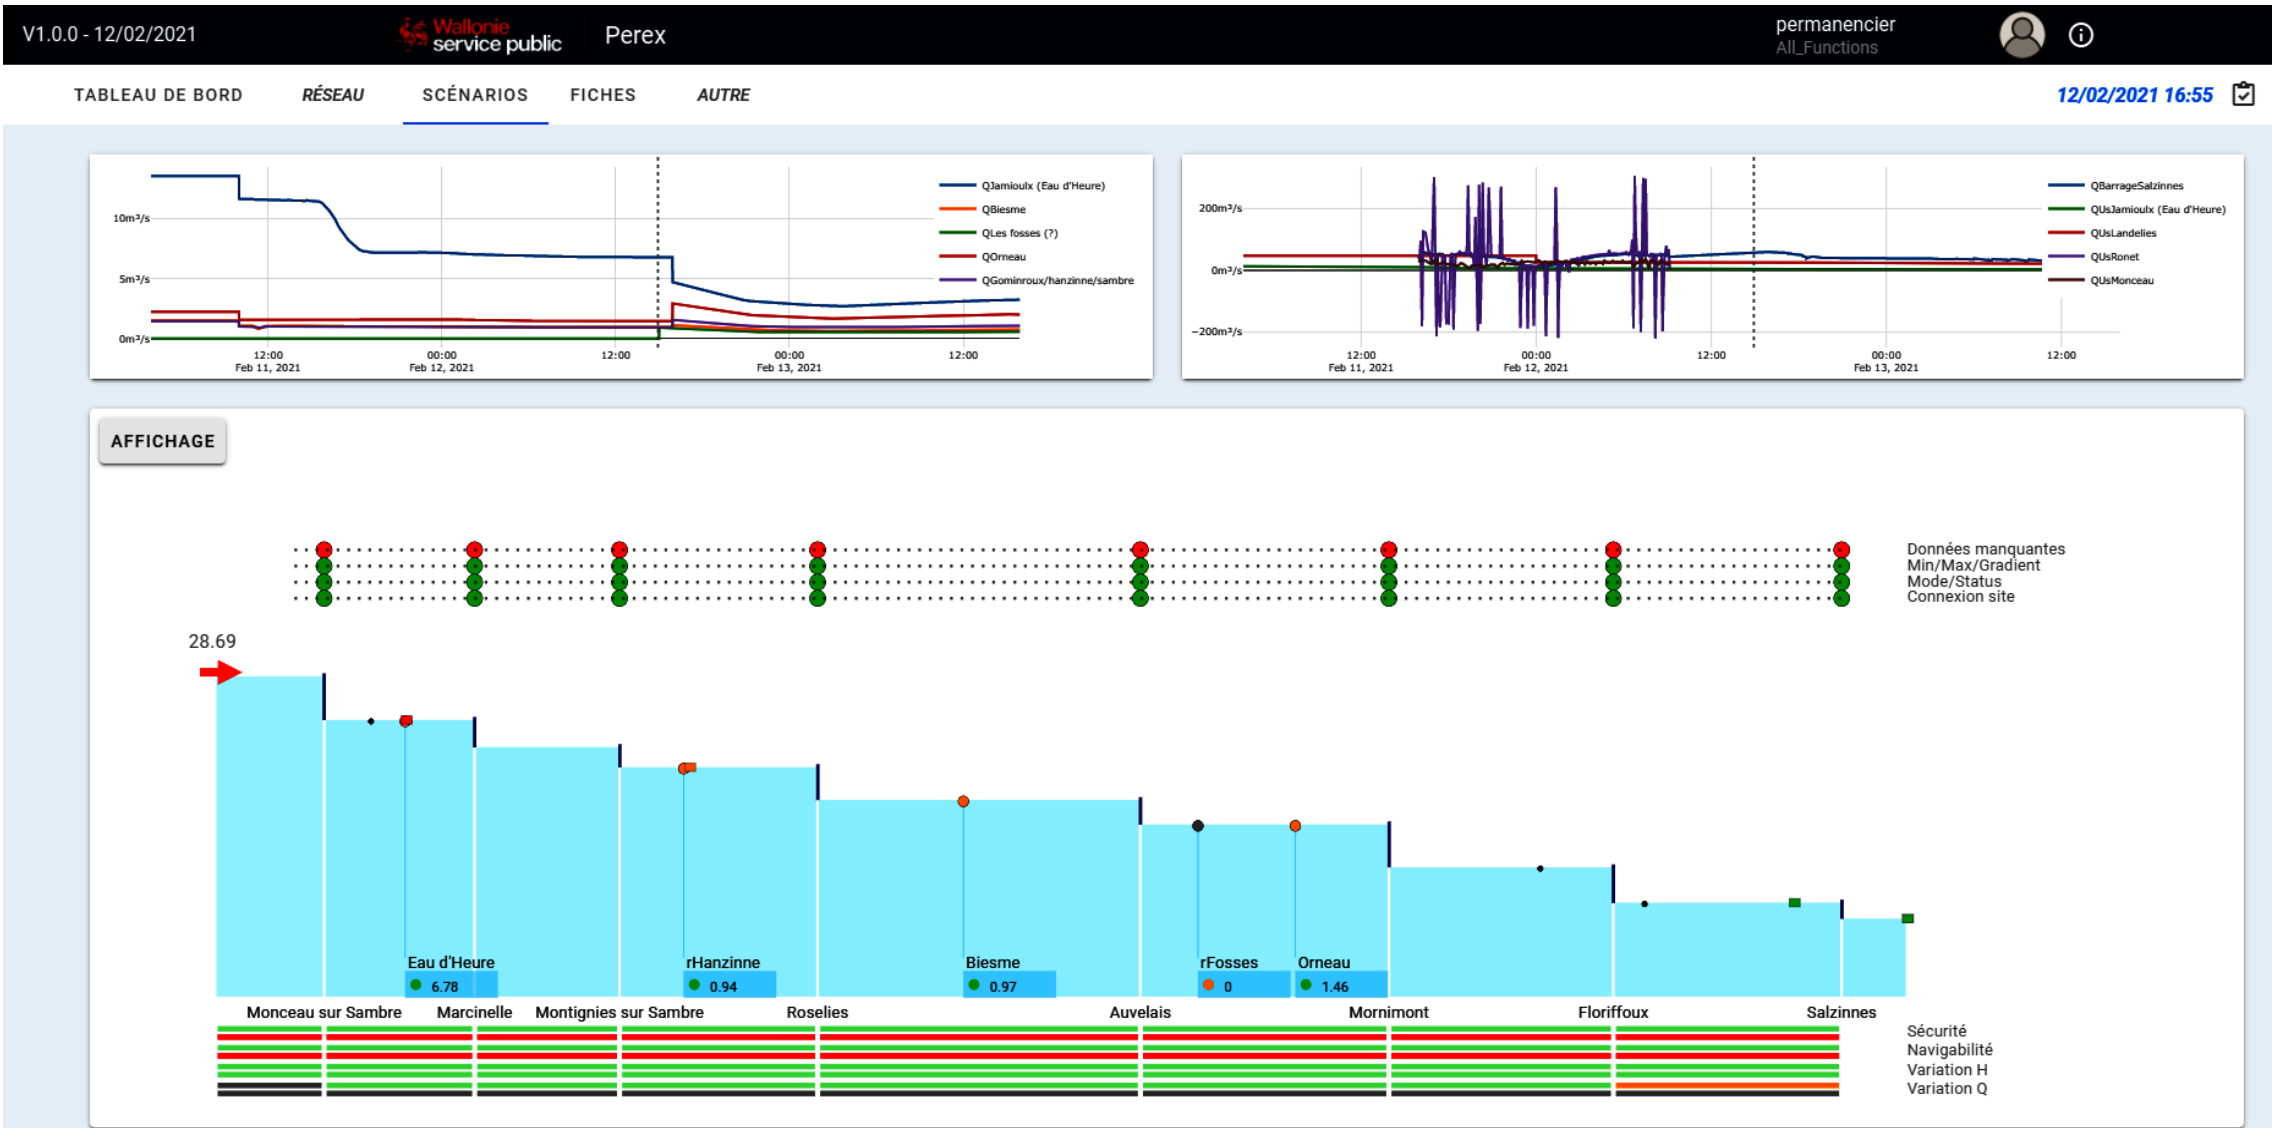 V1.0.0 - 12/02/2021
Wallonie
service public
Perex
permanencier
All_Functions
TABLEAU DE BORD
RÉSEAU
SCÉNARIOS
FICHES
AUTRE
12/02/2021 16:55
10m³/s
5m³/s
0m³/s
12:00
Feb 11, 2021
00:00
Feb 12, 2021
12:00
00:00
Feb 13, 2021
12:00
QJamioulx (Eau d'Heure)
QBiesme
QLes fosses (?)
QOrneau
QGominroux/hanzinne/sambre
200m³/s
0m³/s
−200m³/s
12:00
Feb 11, 2021
00:00
Feb 12, 2021
12:00
00:00
Feb 13, 2021
12:00
QBarrageSalzinnes
QUsJamioulx (Eau d'Heure)
QUsLandelies
QUsRonet
QUsMonceau
AFFICHAGE
Données manquantes
Min/Max/Gradient
Mode/Status
Connexion site
28.69
Eau d'Heure
6.78
rHanzinne
0.94
Biesme
0.97
rFosses
0
Orneau
1.46
Monceau sur Sambre
Marcinelle
Montignies sur Sambre
Roselies
Auvelais
Mornimont
Floriffoux
Salzinnes
Sécurité
Navigabilité
Variation H
Variation Q